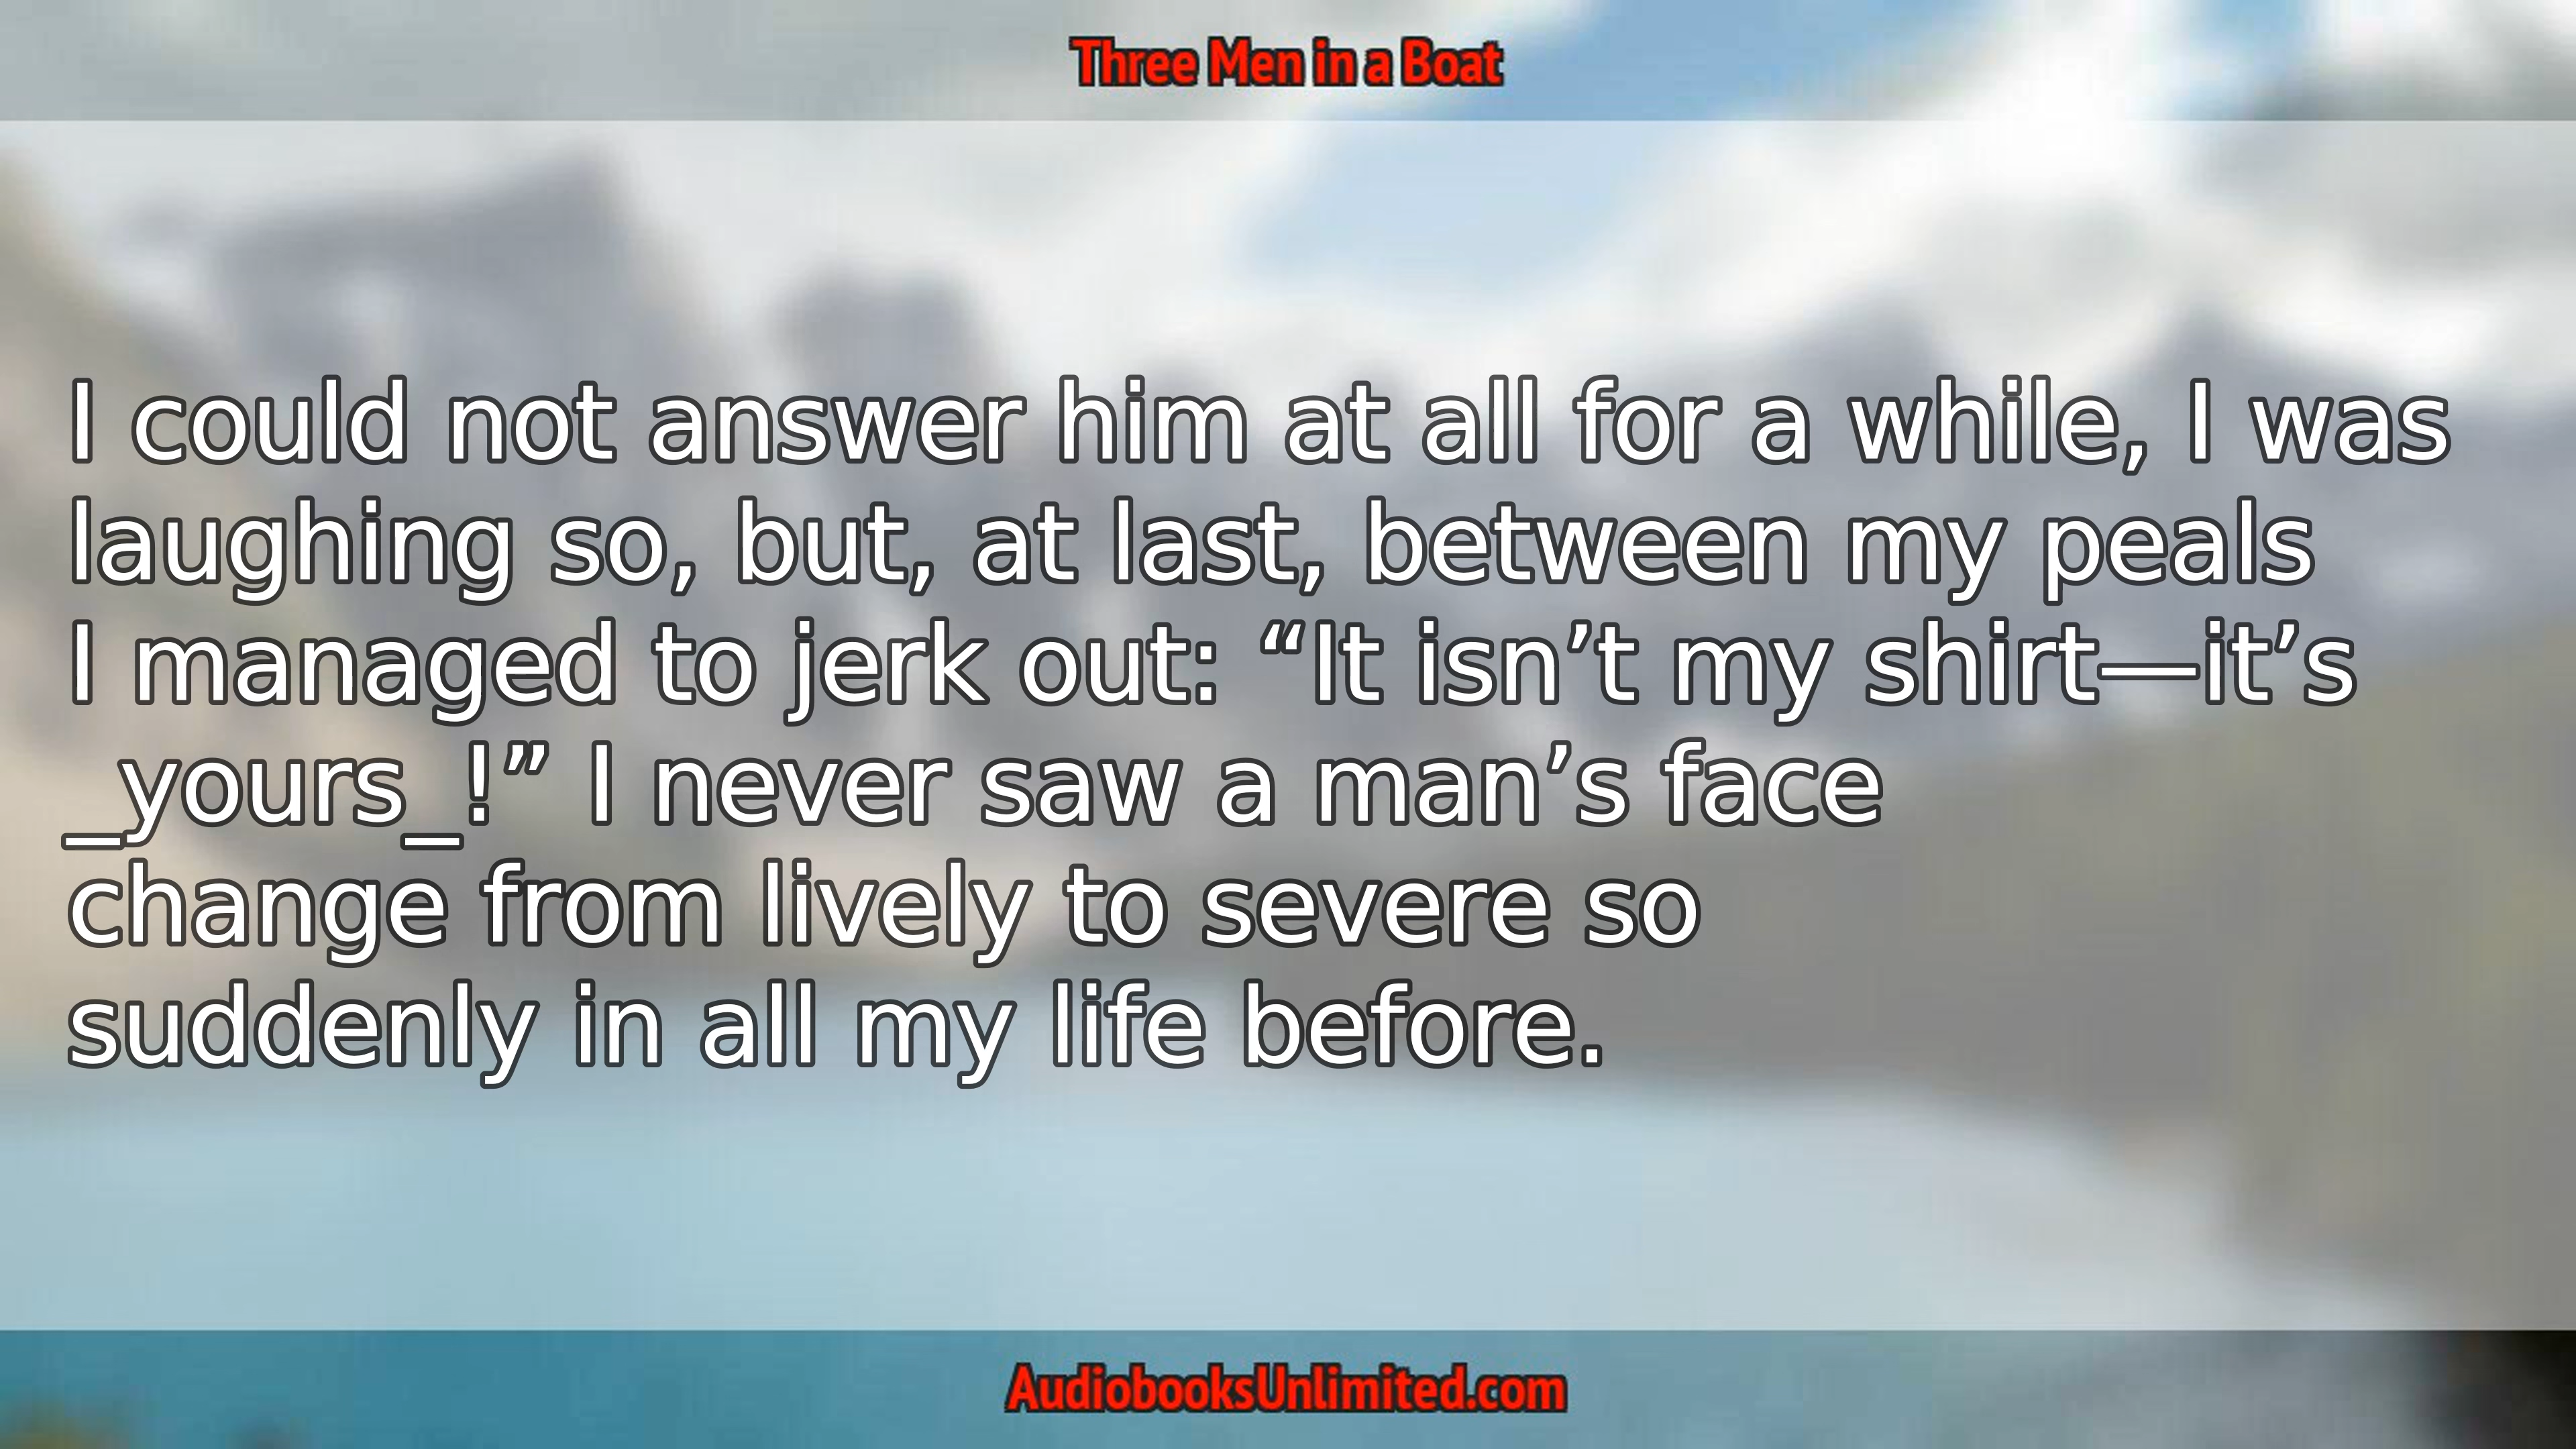 Three Men in a Boat
I could not answer him at all for a while, I was
laughing so, but, at last, between my peals
I managed to jerk out: “It isn’t my shirt—it’s
_yours_!” I never saw a man’s face
change from lively to severe so
suddenly in all my life before.
AudiobooksUnlimited.com